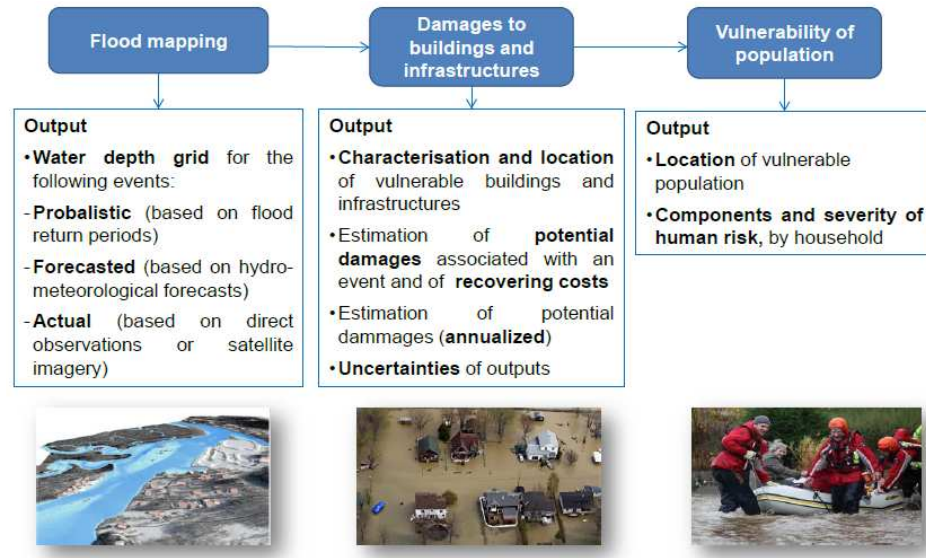 Flood mapping
Damages to
buildings and
infrastructures
Vulnerability of
population
Output
•Water depth grid for the
following events:
-Probalistic (based on flood
return periods)
-Forecasted (based on hydro-
meteorological forecasts)
-Actual (based on direct
observations or satellite
imagery)
Output
•Characterisation and location
of vulnerable buildings and
infrastructures
•Estimation of potential
damages associated with an
event and of recovering costs
•Estimation of potential
dammages (annualized)
•Uncertainties of outputs
Output
•Location of vulnerable
population
•Components and severity of
human risk, by household